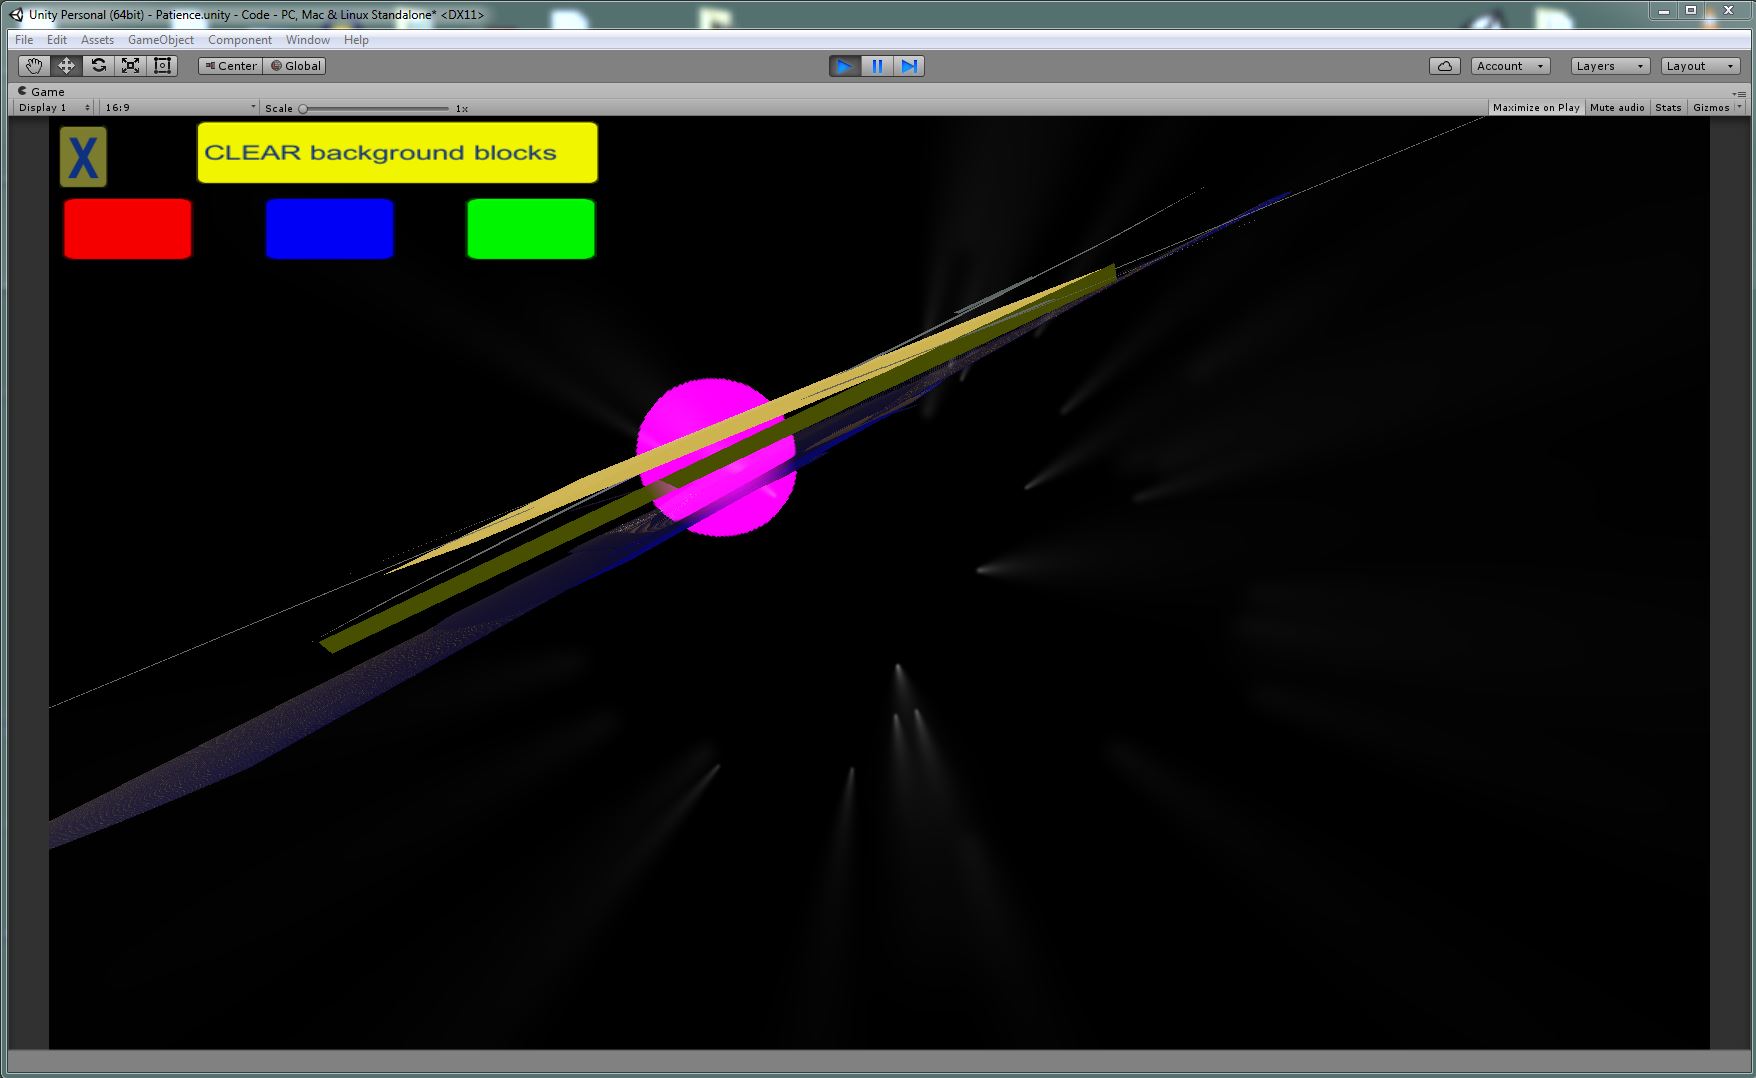 Unity Personal (64bit) - Patience.unity - Code - PC, Mac & Linux Standalone* <DX11>
File Edit Assets GameObject Component Window Help
Center Global Account Layers Layout
Game
Display 1 16:9 Scale 1x Maximize on Play Mute audio Stats Gizmos
X CLEAR background blocks